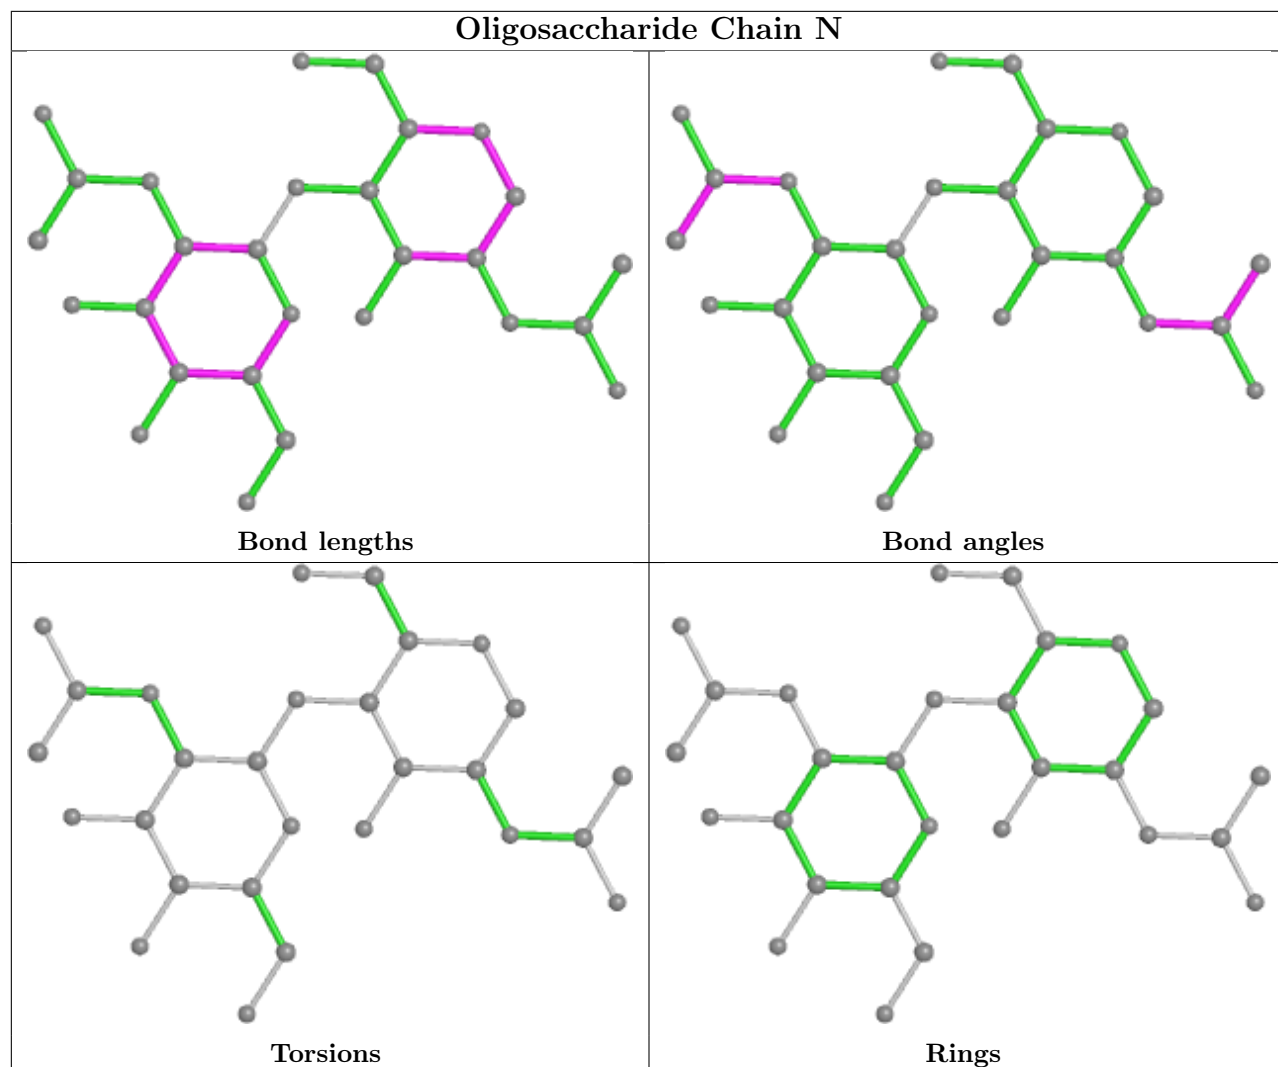 Oligosaccharide Chain N
Bond lengths
Bond angles
Torsions
Rings